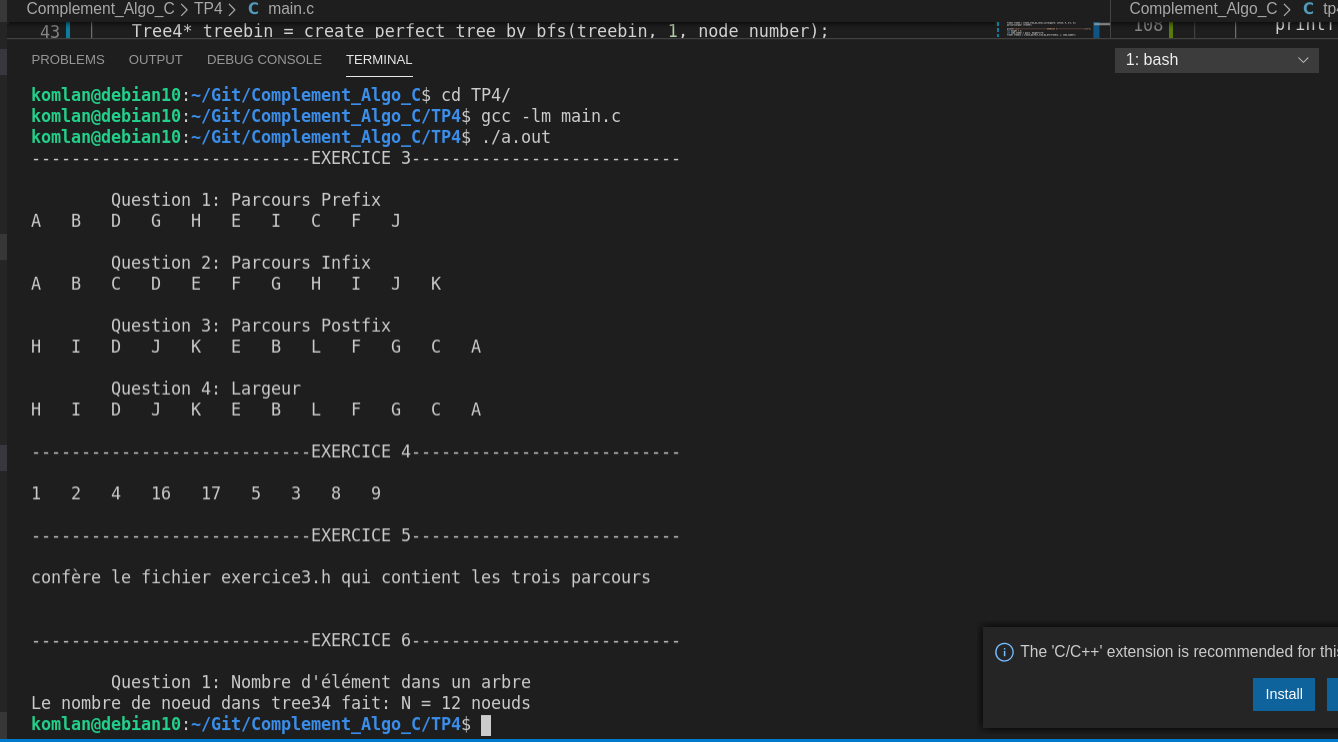 Complement_Algo_C > TP4 > C main.c
Complement_Algo_C > C tp4
43 Tree4* treebin = create_perfect_tree_by_bfs(treebin, 1, node_number);
108 printf
PROBLEMS OUTPUT DEBUG CONSOLE TERMINAL
1: bash
komlan@debian10:~/Git/Complement_Algo_C$ cd TP4/
komlan@debian10:~/Git/Complement_Algo_C/TP4$ gcc -lm main.c
komlan@debian10:~/Git/Complement_Algo_C/TP4$ ./a.out
----------------------------EXERCICE 3---------------------------
Question 1: Parcours Prefix
A B D G H E I C F J
Question 2: Parcours Infix
A B C D E F G H I J K
Question 3: Parcours Postfix
H I D J K E B L F G C A
Question 4: Largeur
H I D J K E B L F G C A
----------------------------EXERCICE 4---------------------------
1 2 4 16 17 5 3 8 9
----------------------------EXERCICE 5---------------------------
confère le fichier exercice3.h qui contient les trois parcours
----------------------------EXERCICE 6---------------------------
Question 1: Nombre d'élément dans un arbre
Le nombre de noeud dans tree34 fait: N = 12 noeuds
komlan@debian10:~/Git/Complement_Algo_C/TP4$
The 'C/C++' extension is recommended for this
Install